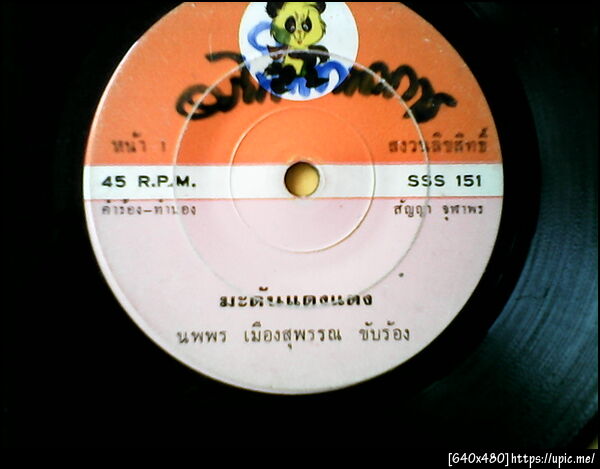 หน้า 1 สงวนลิขสิทธิ์
45 R.P.M. SSS 151
คำร้อง-ทำนอง สัญญา จุฬาพร
มะดันแดงแตง
นพพร เมืองสุพรรณ ขับร้อง
[640x480]https://upic.me/